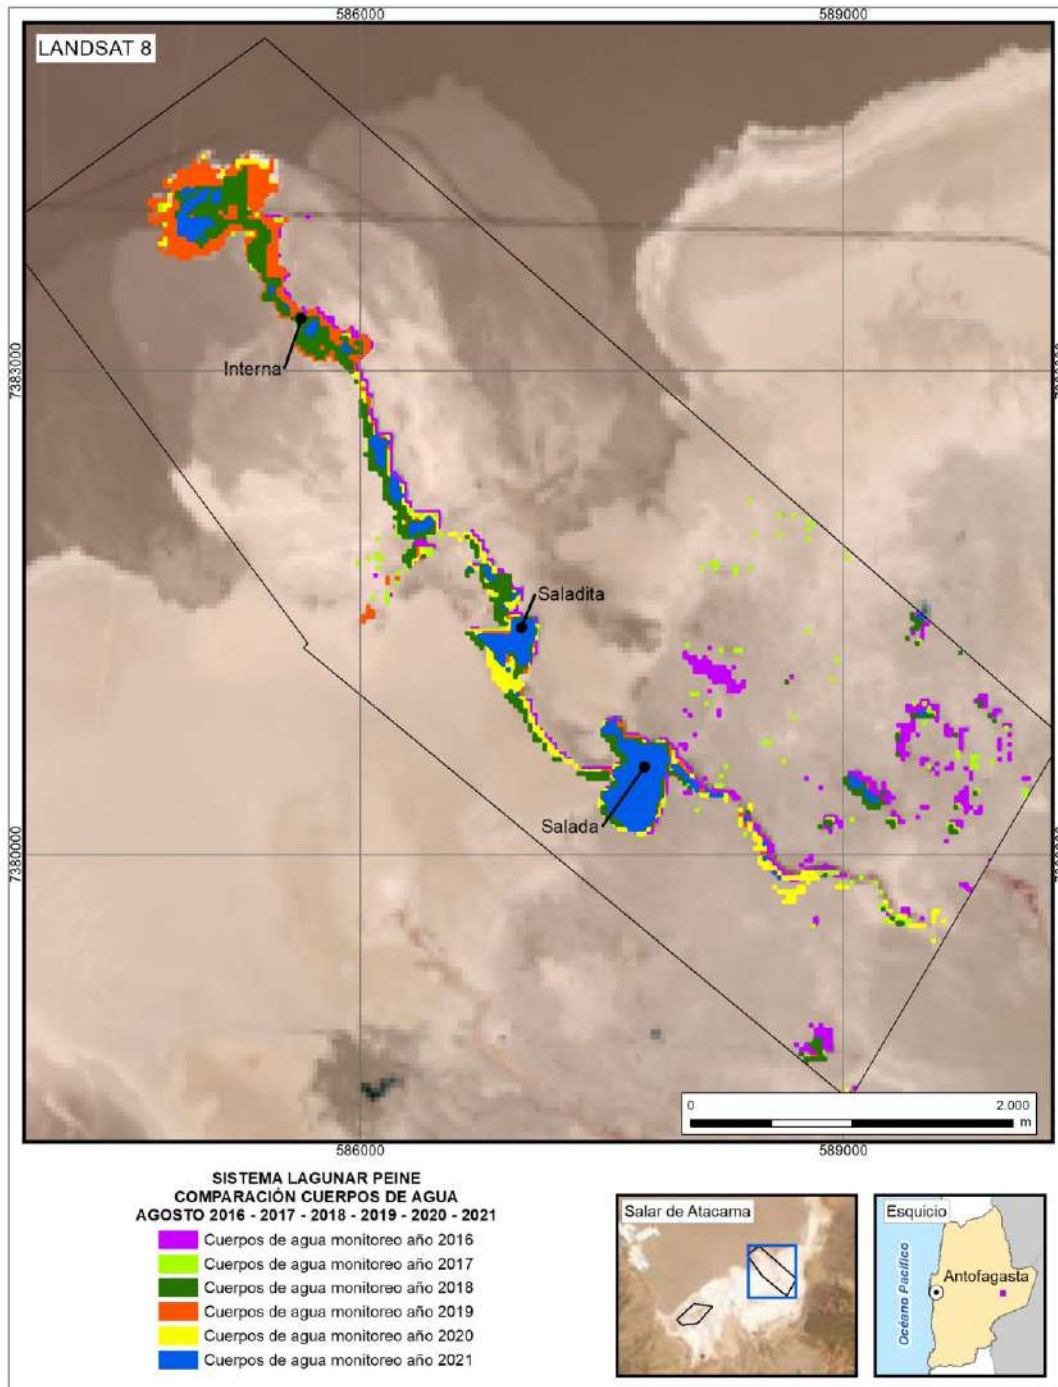 586000
589000
LANDSAT 8
7383000
Interna
Saladita
Salada
7380000
0
2.000
m
586000
589000
SISTEMA LAGUNAR PEINE
COMPARACIÓN CUERPOS DE AGUA
AGOSTO 2016 - 2017 - 2018 - 2019 - 2020 - 2021
Cuerpos de agua monitoreo año 2016
Cuerpos de agua monitoreo año 2017
Cuerpos de agua monitoreo año 2018
Cuerpos de agua monitoreo año 2019
Cuerpos de agua monitoreo año 2020
Cuerpos de agua monitoreo año 2021
Salar de Atacama
Esquicio
Océano Pacífico
Antofagasta